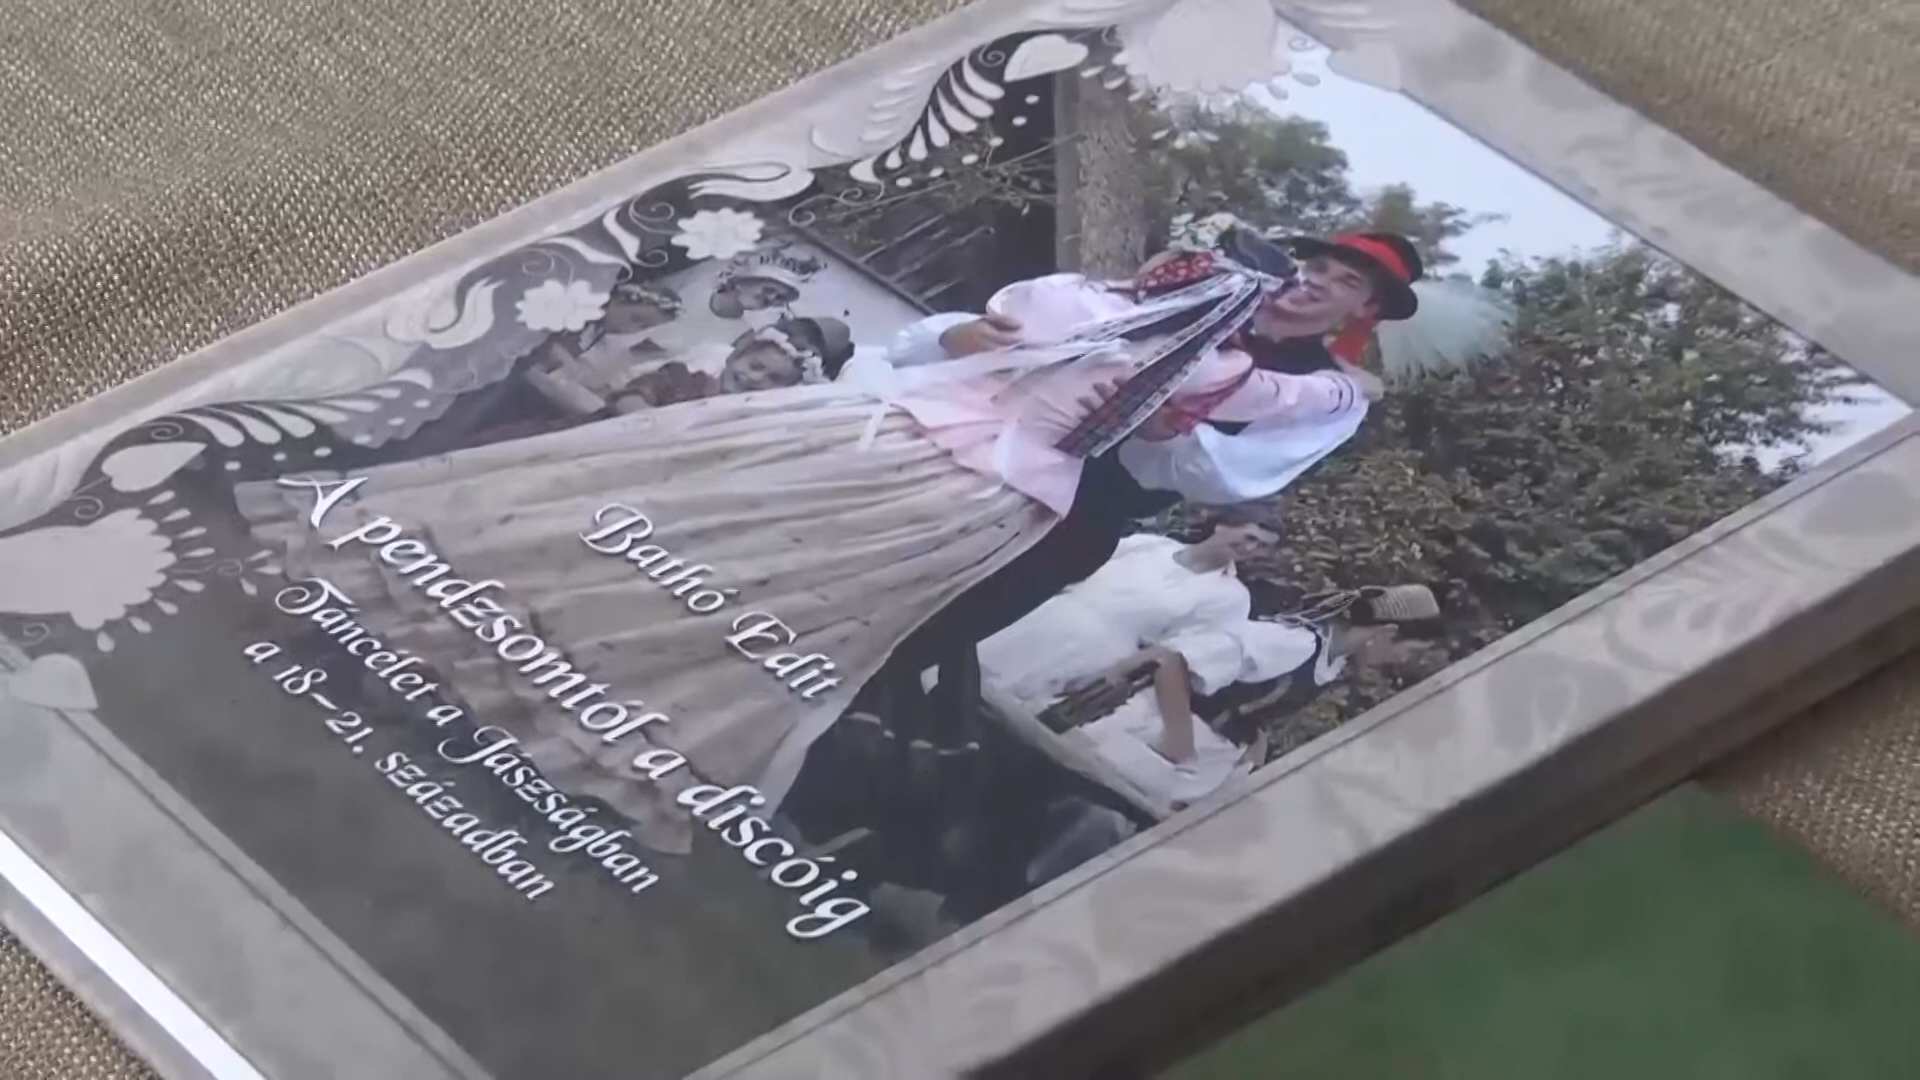 Bathó Edit
A pendzsomtól a discóig
Táncélet a Jászságban
a 18–21. században